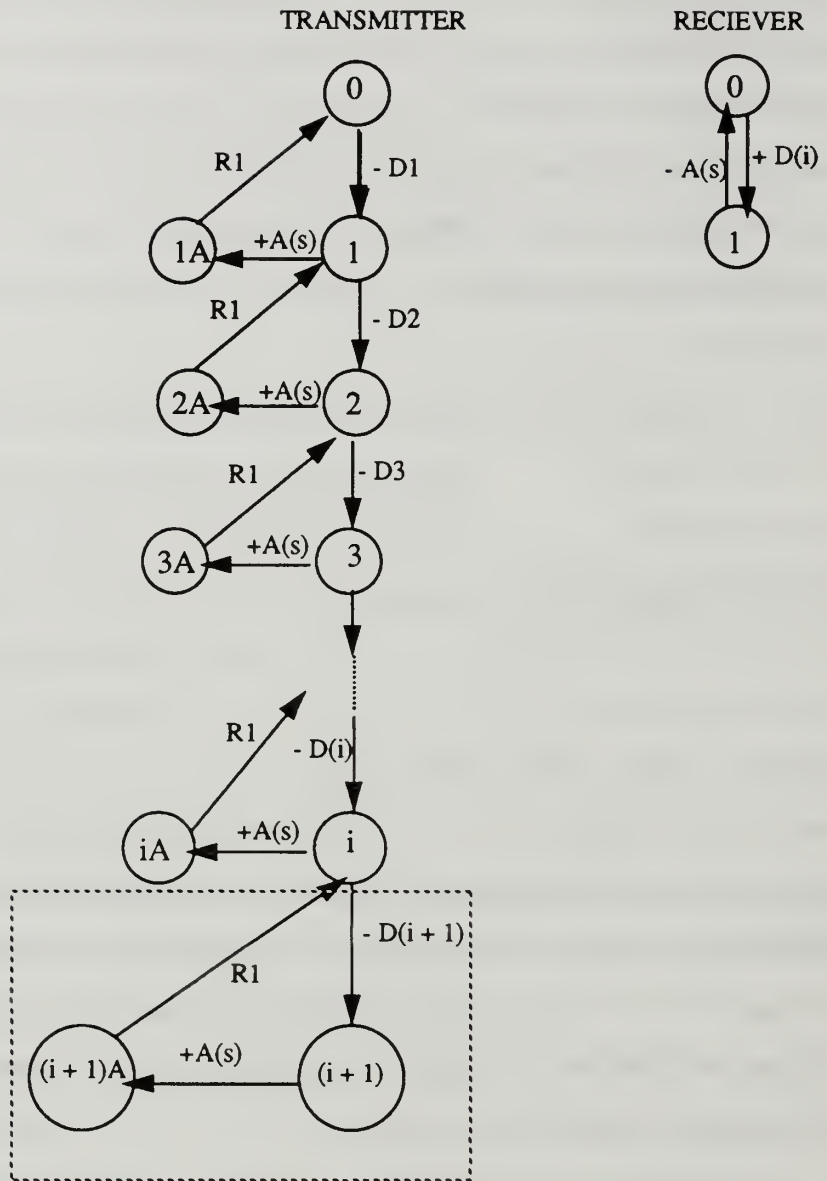 TRANSMITTER RECIEVER
0 0
R1 - D1 - A(s) + D(i)
1A +A(s) 1 1
R1 - D2
2A +A(s) 2
R1 - D3
3A +A(s) 3
R1 - D(i)
iA +A(s) i
- D(i + 1)
R1
(i + 1)A +A(s) (i + 1)